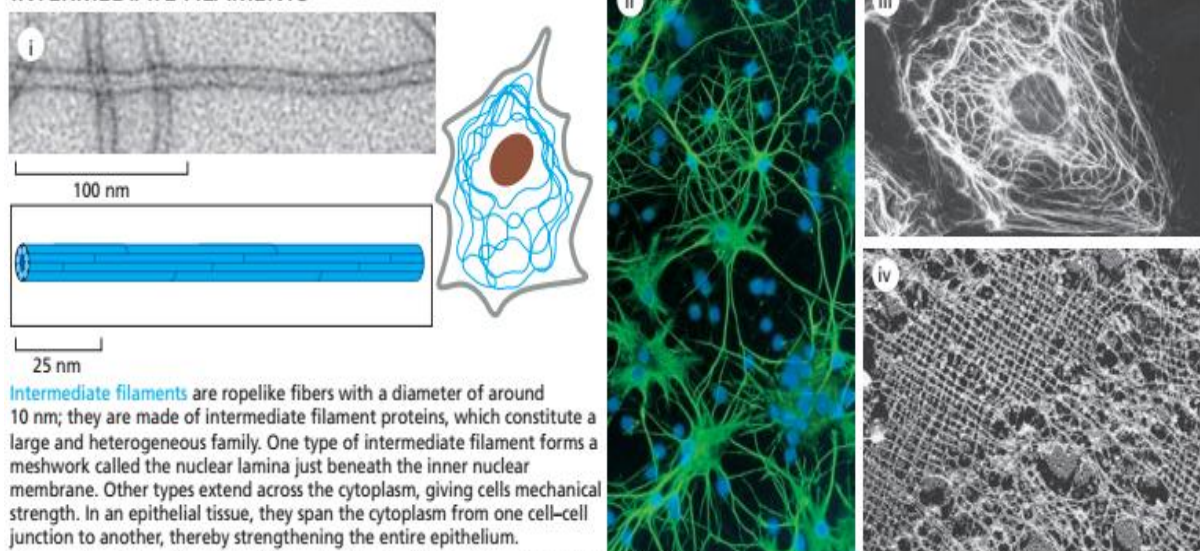 INTERMEDIATE FILAMENTS
i
100 nm
25 nm
Intermediate filaments are ropelike fibers with a diameter of around
10 nm; they are made of intermediate filament proteins, which constitute a
large and heterogeneous family. One type of intermediate filament forms a
meshwork called the nuclear lamina just beneath the inner nuclear
membrane. Other types extend across the cytoplasm, giving cells mechanical
strength. In an epithelial tissue, they span the cytoplasm from one cell–cell
junction to another, thereby strengthening the entire epithelium.
ii
iii
iv